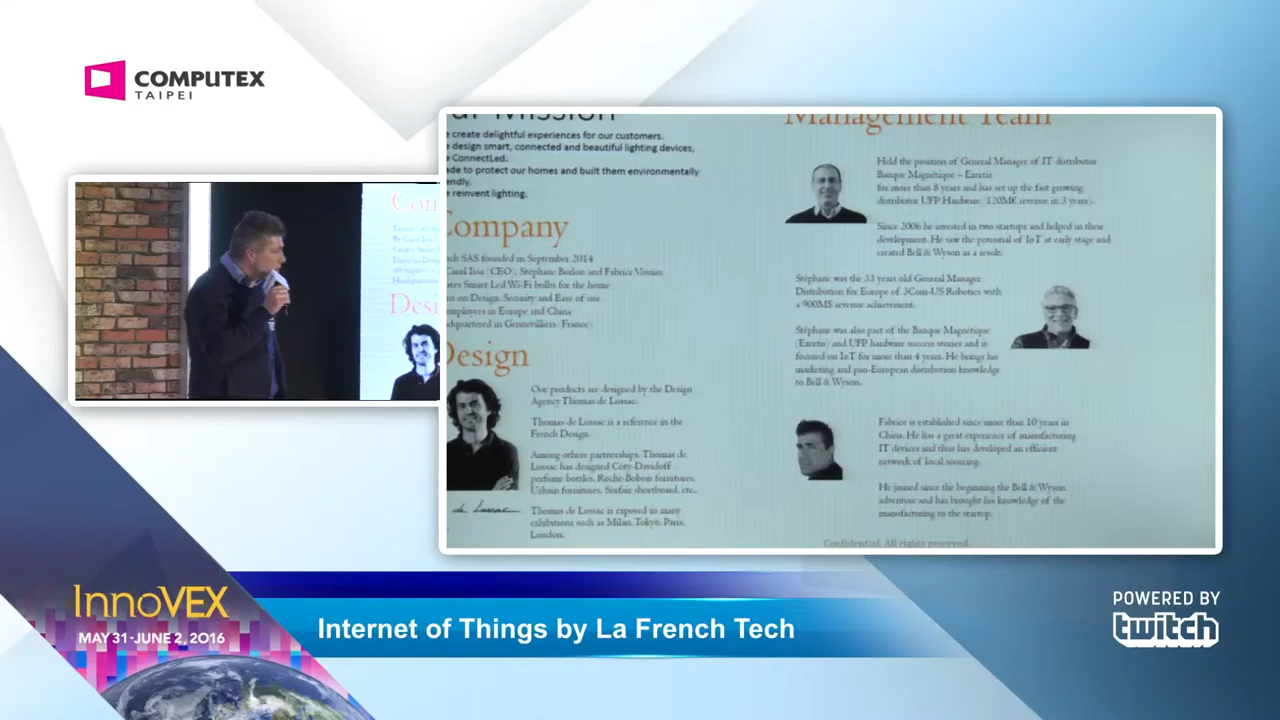 COMPUTEX
TAIPEI
Our Mission
create delightful experiences for our customers.
design smart, connected and beautiful lighting devices,
ConnectLed.
to protect our homes and built them environmentally
reinvent lighting.
Company
SAS founded in September 2014
Carol Issa (CEO), Stéphane Bodon and Fabrice
Smart Led Wi-Fi bulbs for the home
on Design, Security and Ease of use
employees in Europe and China
in Gennevilliers (France)
Design
Our products are designed by the Design
Agency Thomas de Lussac.
Thomas de Lussac is a reference in the
French Design.
Among others partnerships, Thomas de
Lussac has designed Coty-Davidoff
perfume bottles, Roche-Bobois furnitures,
Urban furnitures, Starfair shortboard, etc..
Thomas de Lussac is exposed in many
exhibitions such as Milan, Tokyo, Paris,
London.
de Lussac
Management Team
Held the position of General Manager of IT distributor
Banque Magnétique – Exertis
for more than 8 years and has set up the fast growing
distributor UFP Hardware (120M€ revenue in 3 years).
Since 2006 he invested in two startups and helped in their
development. He saw the potential of IoT at early stage and
created Bell & Wyson as a result.
Stéphane was the 33 years old General Manager
Distribution for Europe of 3Com-US Robotics with
a 900M$ revenue achievement.
Stéphane was also part of the Banque Magnétique
(Exertis) and UFP hardware success stories and is
focused on IoT for more than 4 years. He brings his
marketing and pan-European distribution knowledge
to Bell & Wyson.
Fabrice is established since more than 10 years in
China. He has a great experience of manufacturing
IT devices and thus has developed an efficient
network of local sourcing.
He joined since the beginning the Bell & Wyson
adventure and has brought his knowledge of the
manufacturing to the startup.
Confidential. All rights reserved.
InnoVEX
MAY 31-JUNE 2, 2016
Internet of Things by La French Tech
POWERED BY
twitch